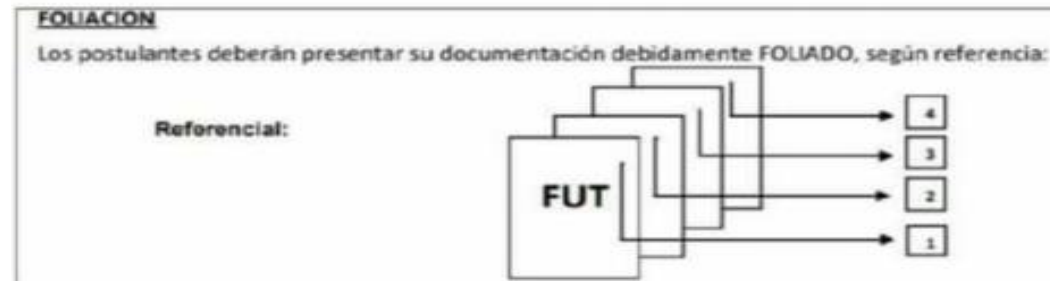 FOLIACION
Los postulantes deberán presentar su documentación debidamente FOLIADO, según referencia:
Referencial:
FUT
4
3
2
1